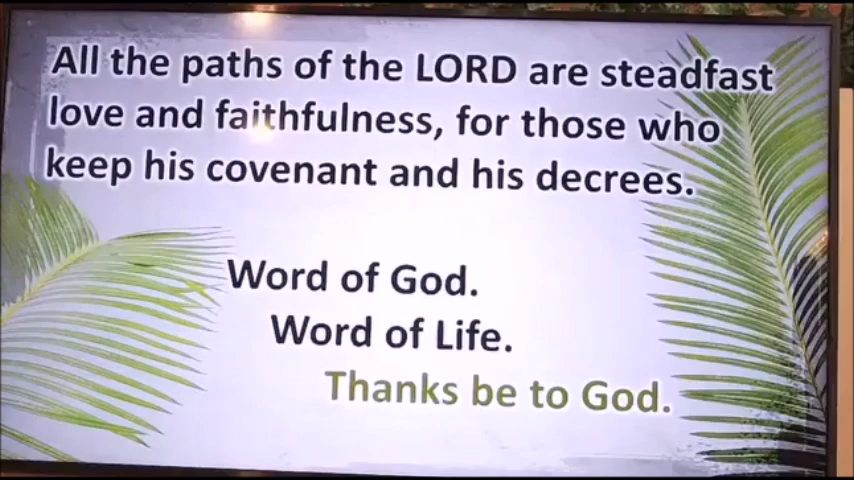 All the paths of the LORD are steadfast
love and faithfulness, for those who
keep his covenant and his decrees.
Word of God.
Word of Life.
Thanks be to God.